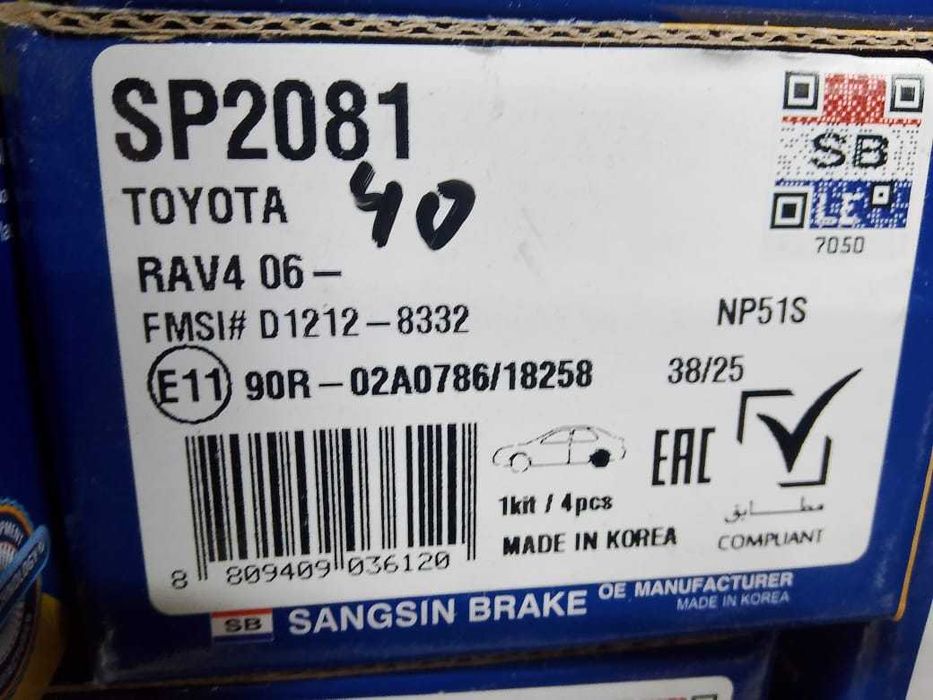 SP2081
TOYOTA
40
RAV4 06-
FMSI# D1212-8332
E11 90R-02A0786/18258
SB
7050
NP51S
38/25
EAC
1kit / 4pcs
MADE IN KOREA
مطابق
COMPLIANT
8 809409 036120
SB SANGSIN BRAKE OE MANUFACTURER
MADE IN KOREA